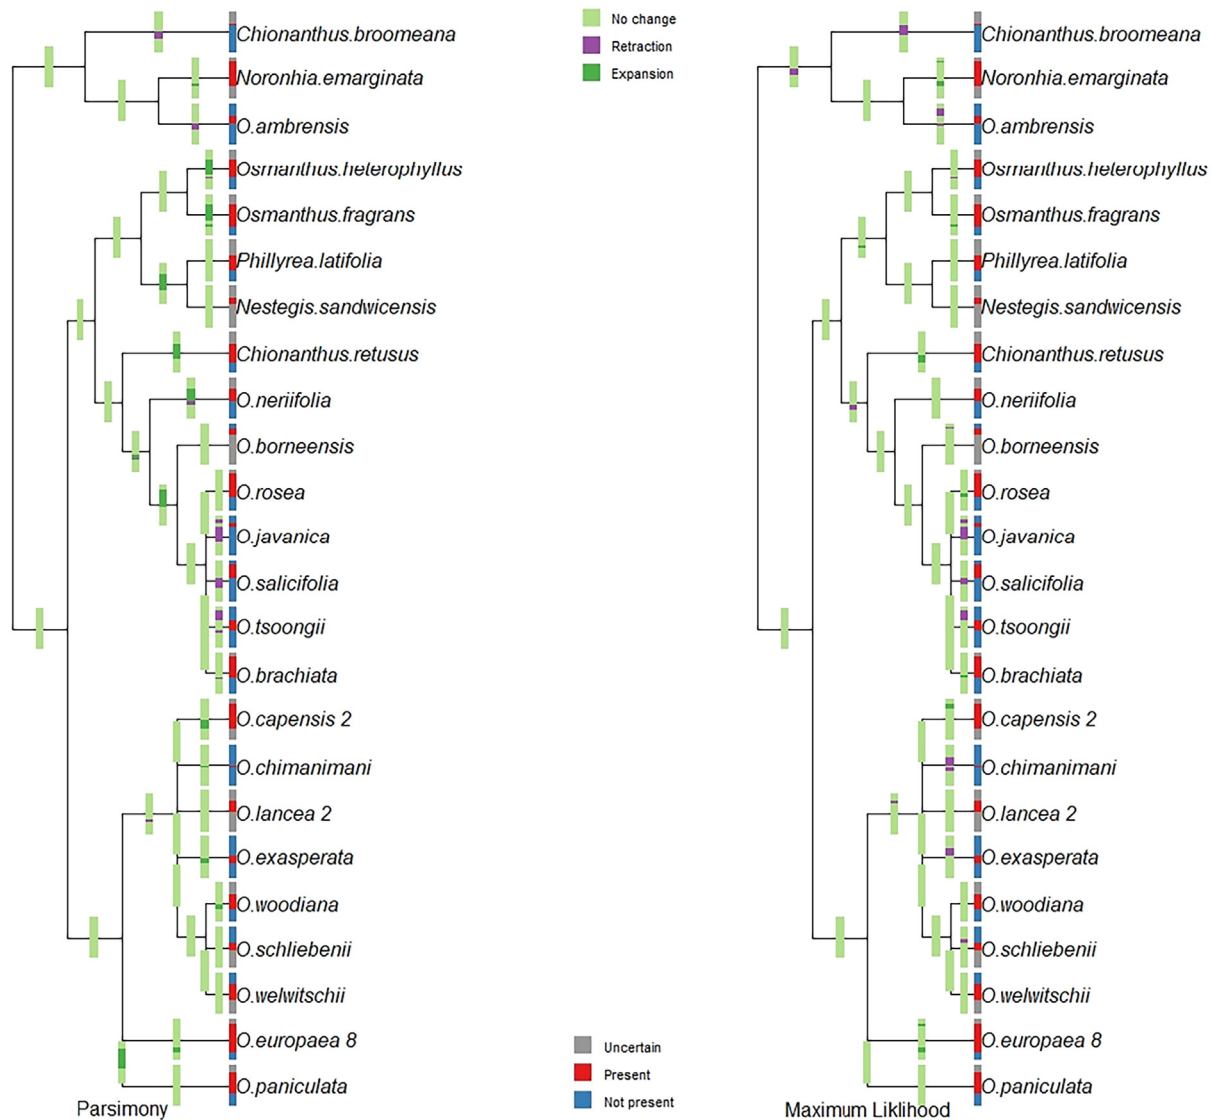 No change
Retraction
Expansion
Chionanthus.broomeana
Noronhia.emarginata
O.ambrensis
Osmanthus.heterophyllus
Osmanthus.fragrans
Phillyrea.latifolia
Nestegis.sandwicensis
Chionanthus.retusus
O.neriifolia
O.borneensis
O.rosea
O.javanica
O.salicifolia
O.tsoongii
O.brachiata
O.capensis 2
O.chimanimani
O.lancea 2
O.exasperata
O.woodiana
O.schliebenii
O.welwitschii
O.europaea 8
O.paniculata
Parsimony
Uncertain
Present
Not present
Chionanthus.broomeana
Noronhia.emarginata
O.ambrensis
Osmanthus.heterophyllus
Osmanthus.fragrans
Phillyrea.latifolia
Nestegis.sandwicensis
Chionanthus.retusus
O.neriifolia
O.borneensis
O.rosea
O.javanica
O.salicifolia
O.tsoongii
O.brachiata
O.capensis 2
O.chimanimani
O.lancea 2
O.exasperata
O.woodiana
O.schliebenii
O.welwitschii
O.europaea 8
O.paniculata
Maximum Liklihood